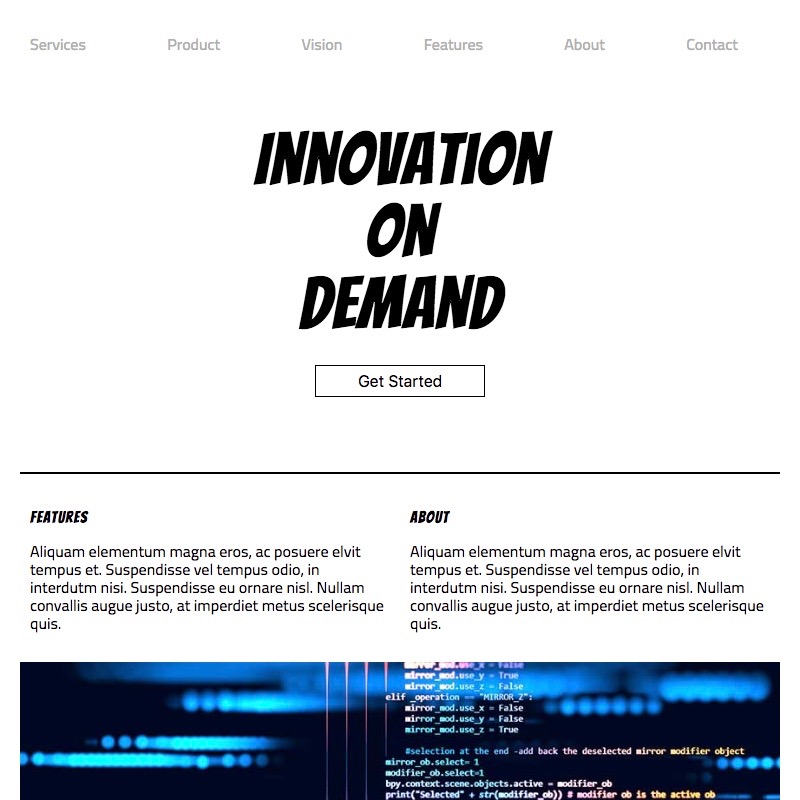 Services Product Vision Features About Contact
INNOVATION
ON
DEMAND
Get Started
FEATURES
Aliquam elementum magna eros, ac posuere elvit
tempus et. Suspendisse vel tempus odio, in
interdutm nisi. Suspendisse eu ornare nisl. Nullam
convallis augue justo, at imperdiet metus scelerisque
quis.
ABOUT
Aliquam elementum magna eros, ac posuere elvit
tempus et. Suspendisse vel tempus odio, in
interdutm nisi. Suspendisse eu ornare nisl. Nullam
convallis augue justo, at imperdiet metus scelerisque
quis.
mirror_mod.use_x = False
mirror_mod.use_y = True
mirror_mod.use_z = False
elif _operation == "MIRROR_Z":
mirror_mod.use_x = False
mirror_mod.use_y = False
mirror_mod.use_z = True
#selection at the end -add back the deselected mirror modifier object
mirror_ob.select= 1
modifier_ob.select=1
bpy.context.scene.objects.active = modifier_ob
print("Selected" + str(modifier_ob)) # modifier ob is the active ob